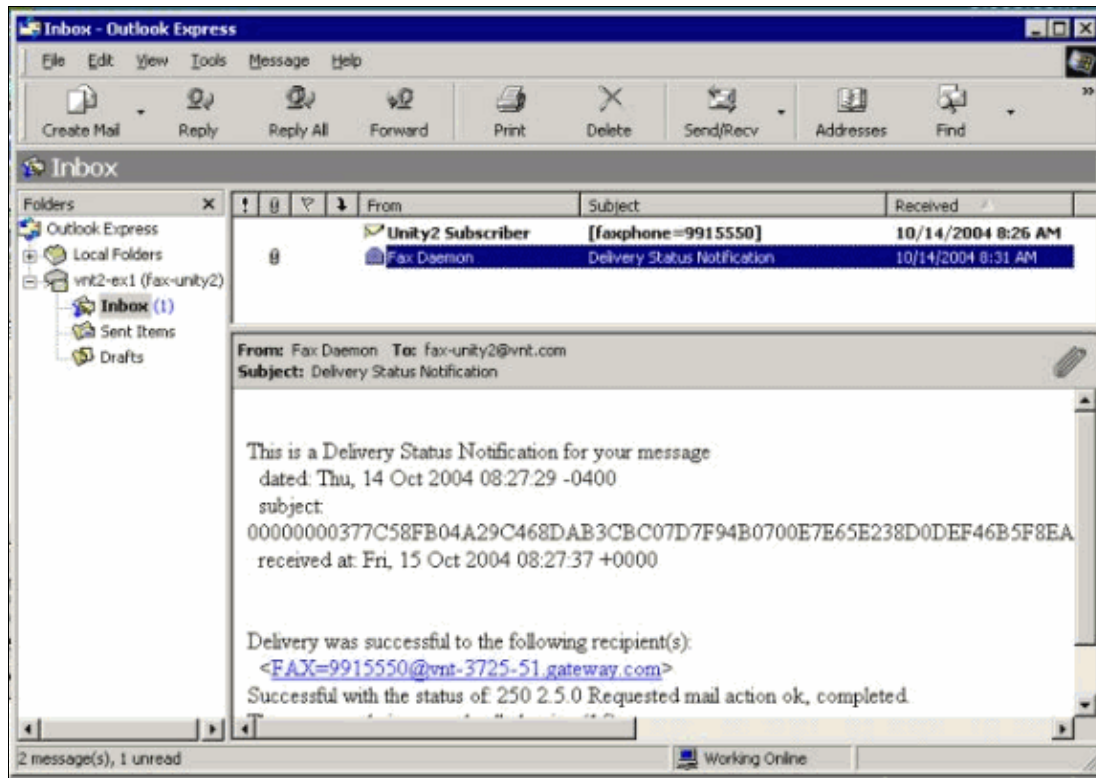 Inbox - Outlook Express
File Edit View Tools Message Help
Create Mail Reply Reply All Forward Print Delete Send/Recv Addresses Find
Inbox
Folders
Outlook Express
Local Folders
vnt2-ex1 (fax-unity2)
Inbox (1)
Sent Items
Drafts
From Subject Received
Unity2 Subscriber [faxphone=9915550] 10/14/2004 8:26 AM
Fax Daemon Delivery Status Notification 10/14/2004 8:31 AM
From: Fax Daemon To: fax-unity2@vnt.com
Subject: Delivery Status Notification
This is a Delivery Status Notification for your message
dated: Thu, 14 Oct 2004 08:27:29 -0400
subject:
00000000377C58FB04A29C468DAB3CBC07D7F94B0700E7E65E238D0DEF46B5F8EA
received at: Fri, 15 Oct 2004 08:27:37 +0000
Delivery was successful to the following recipient(s):
<FAX=9915550@vnt-3725-51.gateway.com>
Successful with the status of: 250 2.5.0 Requested mail action ok, completed.
2 message(s), 1 unread
Working Online